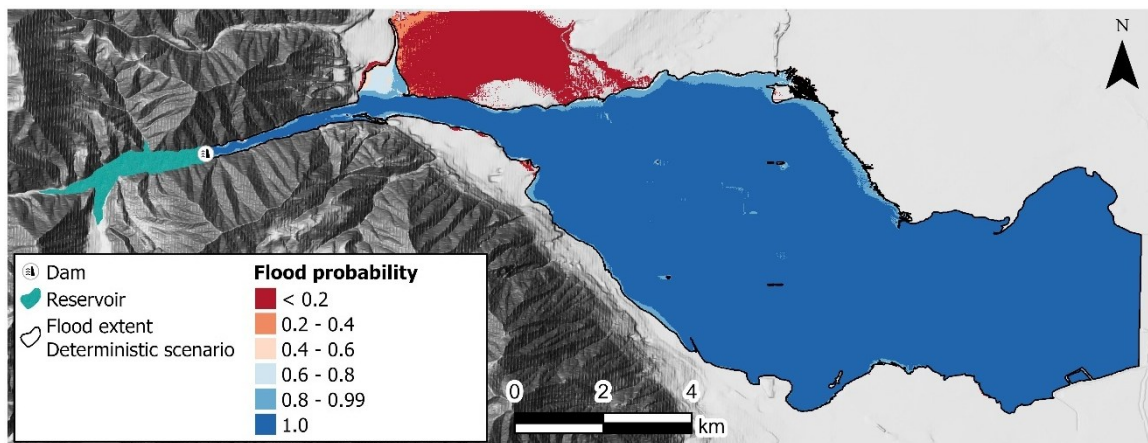 N
Dam
Reservoir
Flood extent
Deterministic scenario
Flood probability
< 0.2
0.2 - 0.4
0.4 - 0.6
0.6 - 0.8
0.8 - 0.99
1.0
0 2 4
km